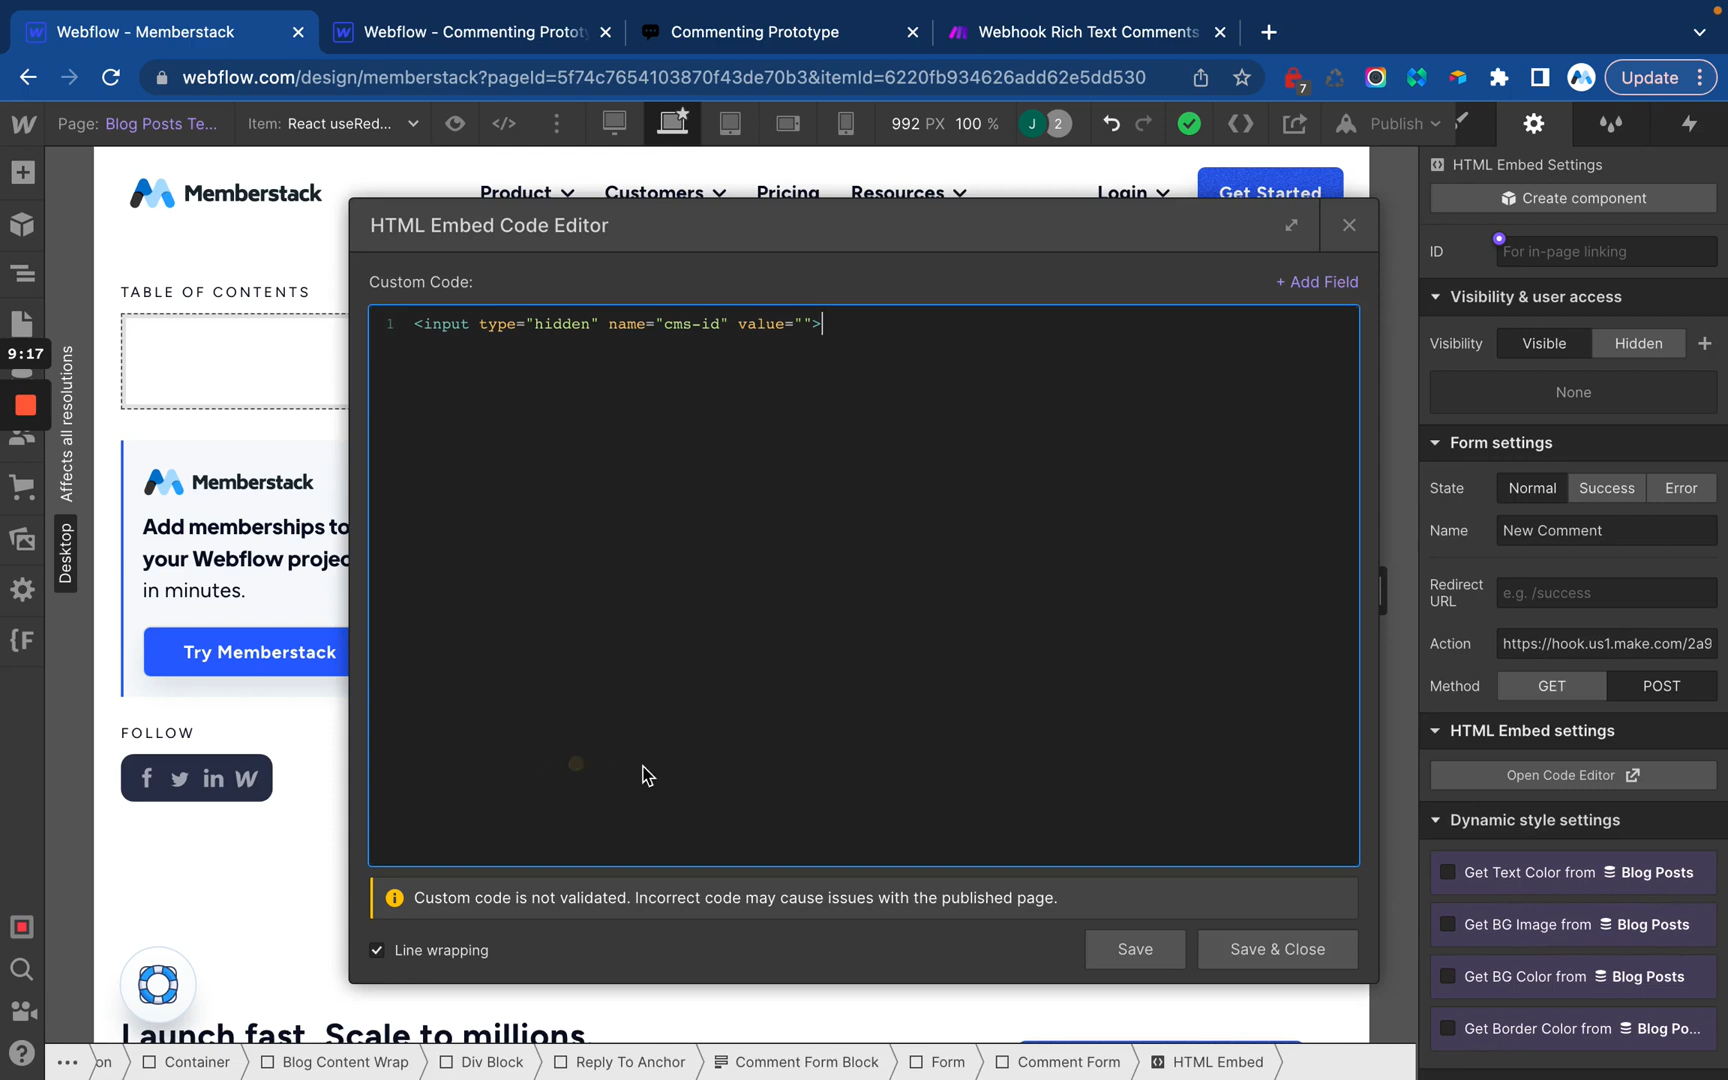 Webflow - Memberstack
Webflow - Commenting Protot
Commenting Prototype
Webhook Rich Text Comments
webflow.com/design/memberstack?pageId=5f74c7654103870f43de70b3&itemId=6220fb934626add62e5dd530
7
Update
Page: Blog Posts Te...
Item: React useRed...
992 PX 100 %
J 2
Publish
Memberstack
Product
Customers
Pricing
Resources
Login
Get Started
HTML Embed Settings
Create component
ID
For in-page linking
HTML Embed Code Editor
Custom Code:
+ Add Field
1 <input type="hidden" name="cms-id" value="">
TABLE OF CONTENTS
9:17
Affects all resolutions
Desktop
Memberstack
Add memberships to
your Webflow projec
in minutes.
Try Memberstack
FOLLOW
Custom code is not validated. Incorrect code may cause issues with the published page.
Line wrapping
Save
Save & Close
Launch fast. Scale to millions.
Visibility & user access
Visibility
Visible
Hidden
None
Form settings
State
Normal
Success
Error
Name
New Comment
Redirect
URL
e.g. /success
Action
https://hook.us1.make.com/2a9
Method
GET
POST
HTML Embed settings
Open Code Editor
Dynamic style settings
Get Text Color from Blog Posts
Get BG Image from Blog Posts
Get BG Color from Blog Posts
Get Border Color from Blog Po...
on
Container
Blog Content Wrap
Div Block
Reply To Anchor
Comment Form Block
Form
Comment Form
HTML Embed